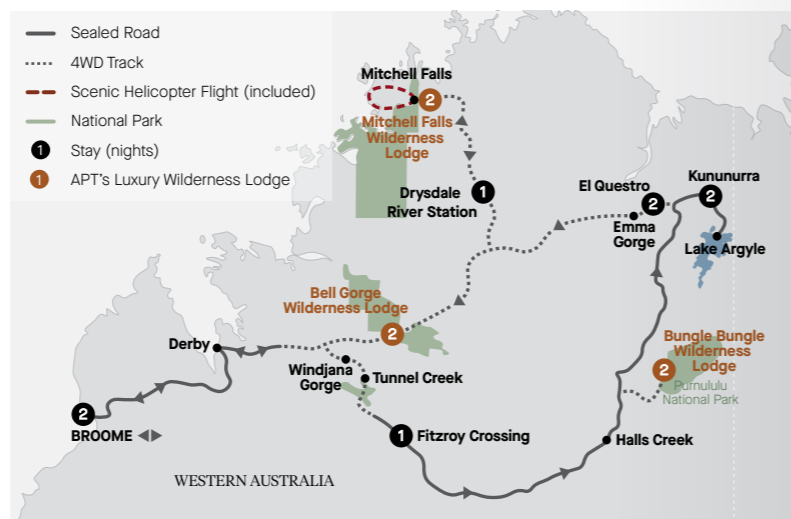 Sealed Road
4WD Track
Scenic Helicopter Flight (included)
National Park
1 Stay (nights)
1 APT's Luxury Wilderness Lodge
Mitchell Falls
2
Mitchell Falls
Wilderness
Lodge
Drysdale
River Station
1
El Questro
2
Kununurra
2
Emma
Gorge
Lake Argyle
Bell Gorge
Wilderness Lodge
2
Derby
Windjana
Gorge
Tunnel Creek
Bungle Bungle
Wilderness
Lodge
2
Purnululu
National Park
2
BROOME
1 Fitzroy Crossing
Halls Creek
WESTERN AUSTRALIA